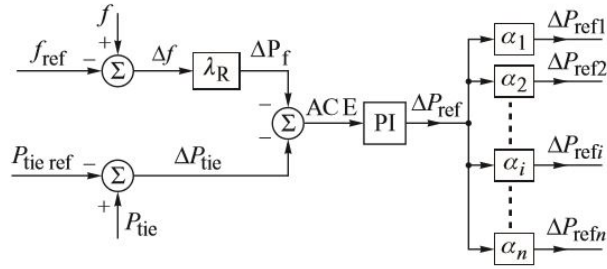 f
+
f_ref
−
Σ
Δf
λ_R
ΔP_f
−
P_tie ref
−
Σ
ΔP_tie
+
P_tie
−
Σ
ACE
PI
ΔP_ref
α_1
ΔP_ref1
α_2
ΔP_ref2
α_i
ΔP_refi
α_n
ΔP_refn